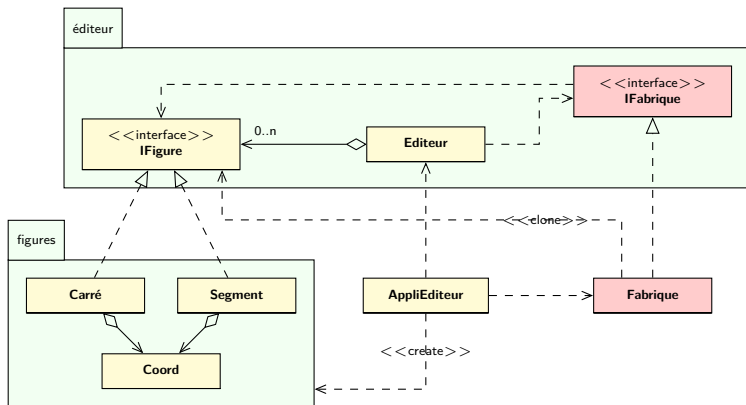 éditeur
<<interface>>
IFabrique
<<interface>>
IFigure
0..n
Editeur
<<clone>>
figures
Carré
Segment
AppliEditeur
Fabrique
<<create>>
Coord